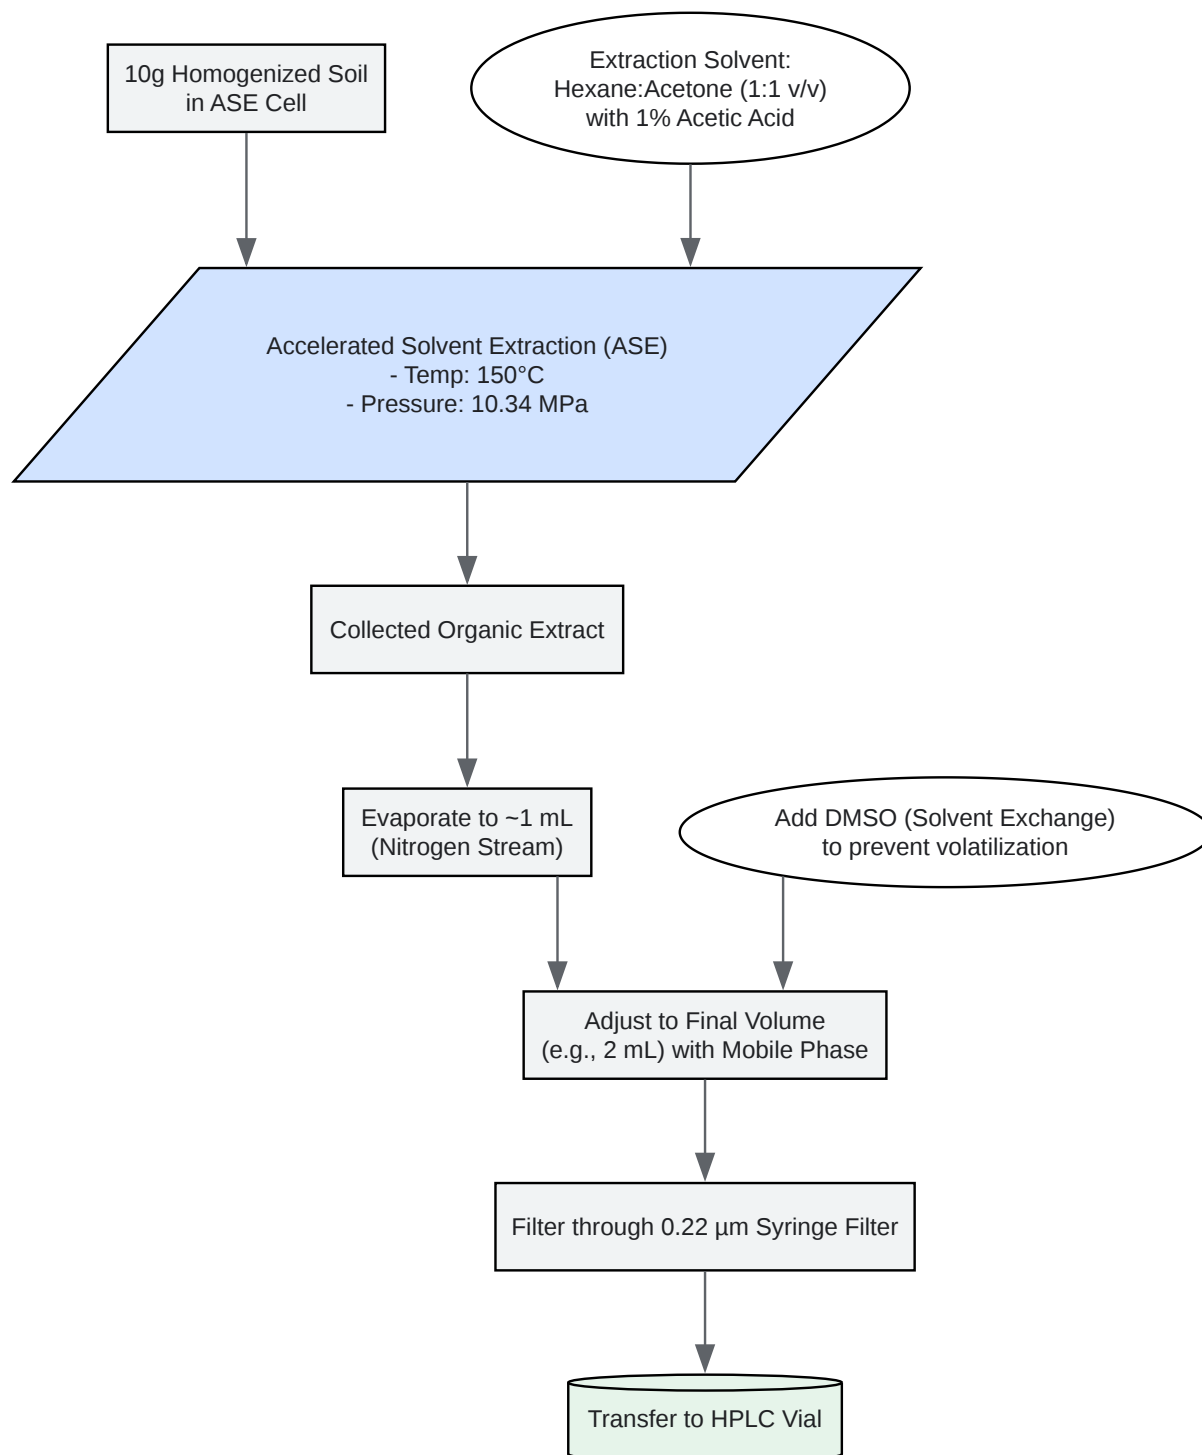 10g Homogenized Soil
in ASE Cell
Extraction Solvent:
Hexane:Acetone (1:1 v/v)
with 1% Acetic Acid
Accelerated Solvent Extraction (ASE)
- Temp: 150°C
- Pressure: 10.34 MPa
Collected Organic Extract
Evaporate to ~1 mL
(Nitrogen Stream)
Add DMSO (Solvent Exchange)
to prevent volatilization
Adjust to Final Volume
(e.g., 2 mL) with Mobile Phase
Filter through 0.22 µm Syringe Filter
Transfer to HPLC Vial